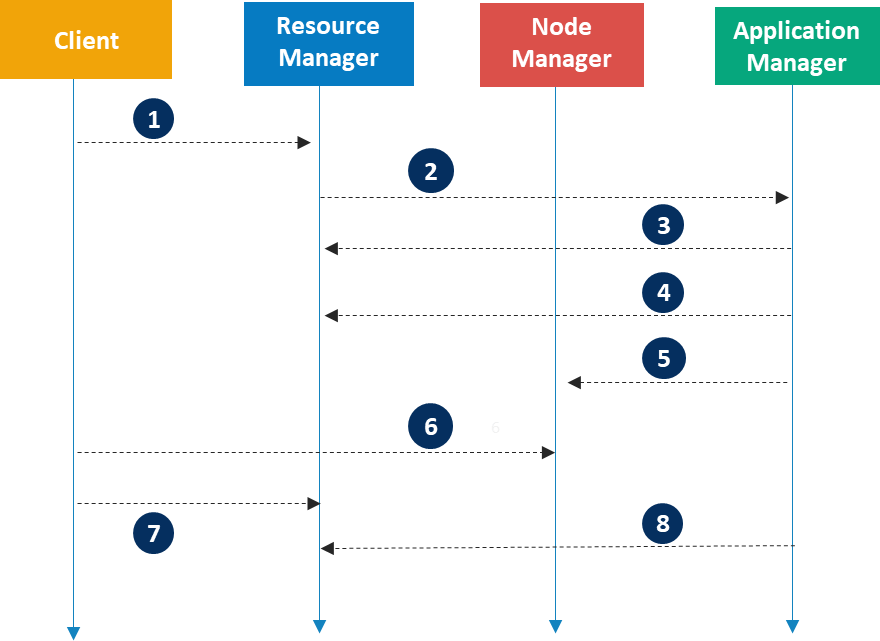 Client
Resource
Manager
Node
Manager
Application
Manager
1
2
3
4
5
6
6
7
8